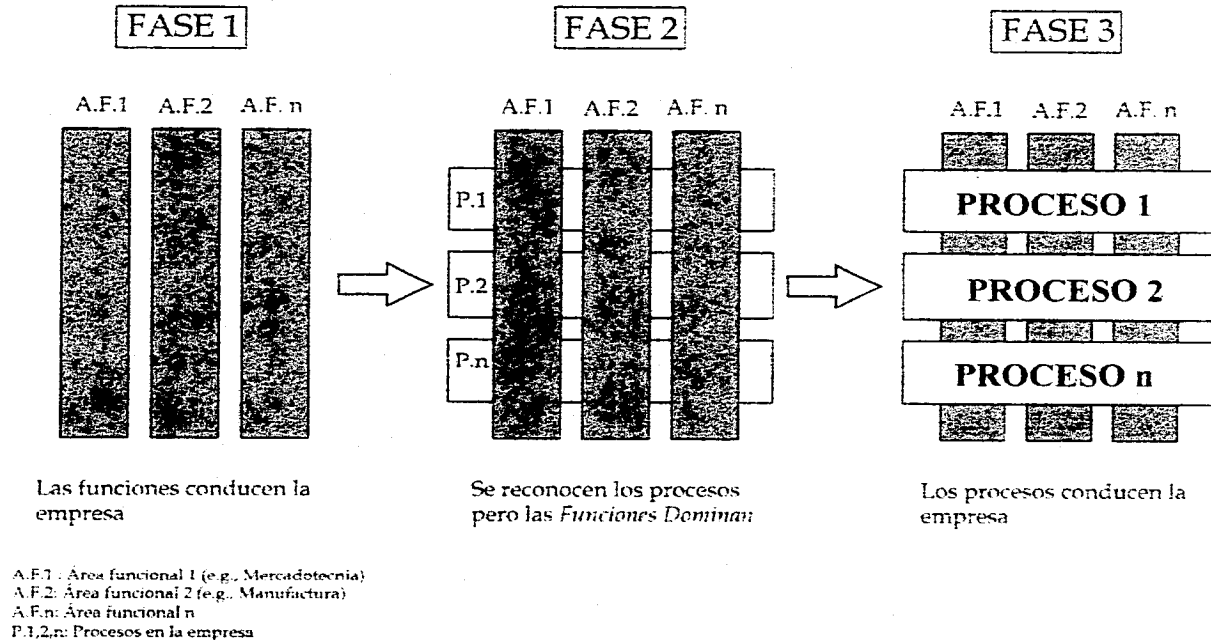 FASE 1
FASE 2
FASE 3
A.F.1 A.F.2 A.F. n
A.F.1 A.F.2 A.F. n
A.F.1 A.F.2 A.F. n
P.1
P.2
P.n
PROCESO 1
PROCESO 2
PROCESO n
Las funciones conducen la
empresa
Se reconocen los procesos
pero las Funciones Dominan
Los procesos conducen la
empresa
A.F.1 : Área funcional 1 (e.g., Mercadotecnia)
A.F.2: Área funcional 2 (e.g., Manufactura)
A.F.n: Área funcional n
P.1,2,n: Procesos en la empresa